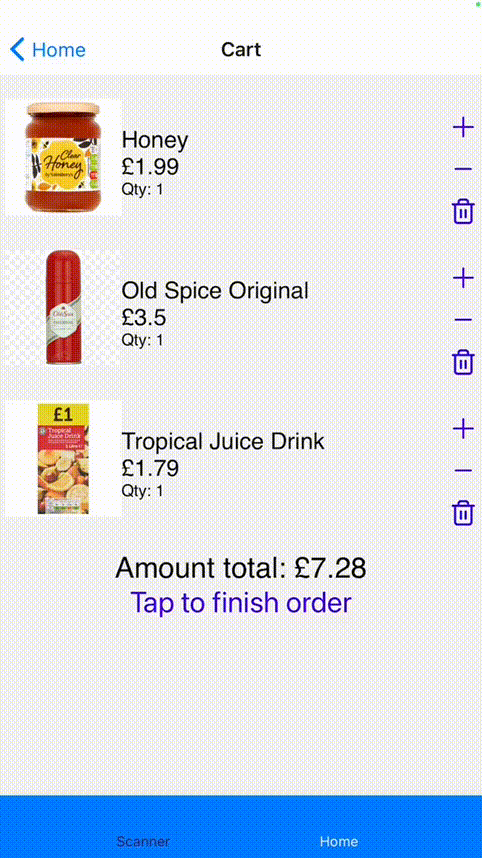 Home
Cart
Clear
Honey
Honey
£1.99
Qty: 1
Old Spice
Old Spice Original
£3.5
Qty: 1
£1
Tropical
Juice Drink
Tropical Juice Drink
£1.79
Qty: 1
Amount total: £7.28
Tap to finish order
Scanner
Home